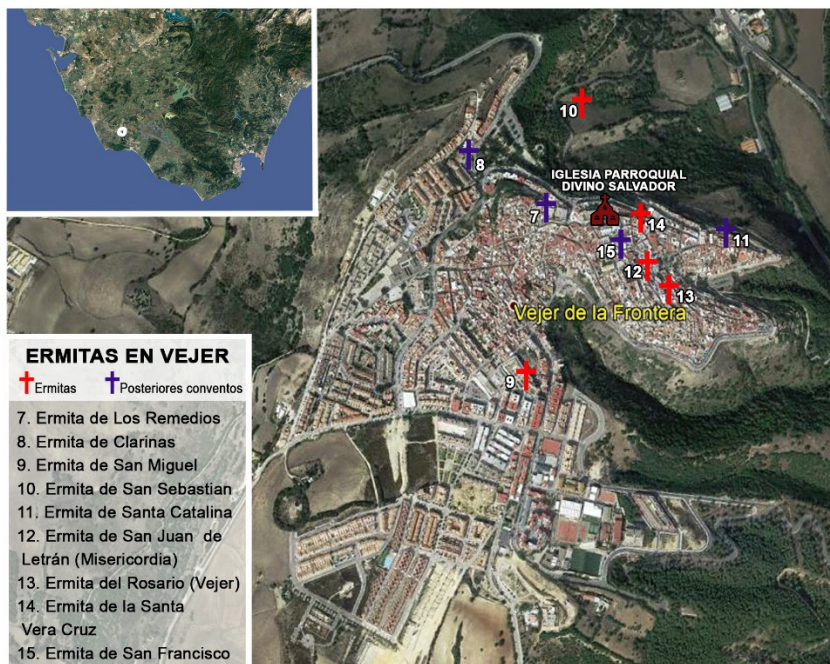 10
8
IGLESIA PARROQUIAL
DIVINO SALVADOR
7
14
15
11
12
13
Vejer de la Frontera
9
ERMITAS EN VEJER
Ermitas Posteriores conventos
7. Ermita de Los Remedios
8. Ermita de Clarinas
9. Ermita de San Miguel
10. Ermita de San Sebastian
11. Ermita de Santa Catalina
12. Ermita de San Juan de
Letrán (Misericordia)
13. Ermita del Rosario (Vejer)
14. Ermita de la Santa
Vera Cruz
15. Ermita de San Francisco